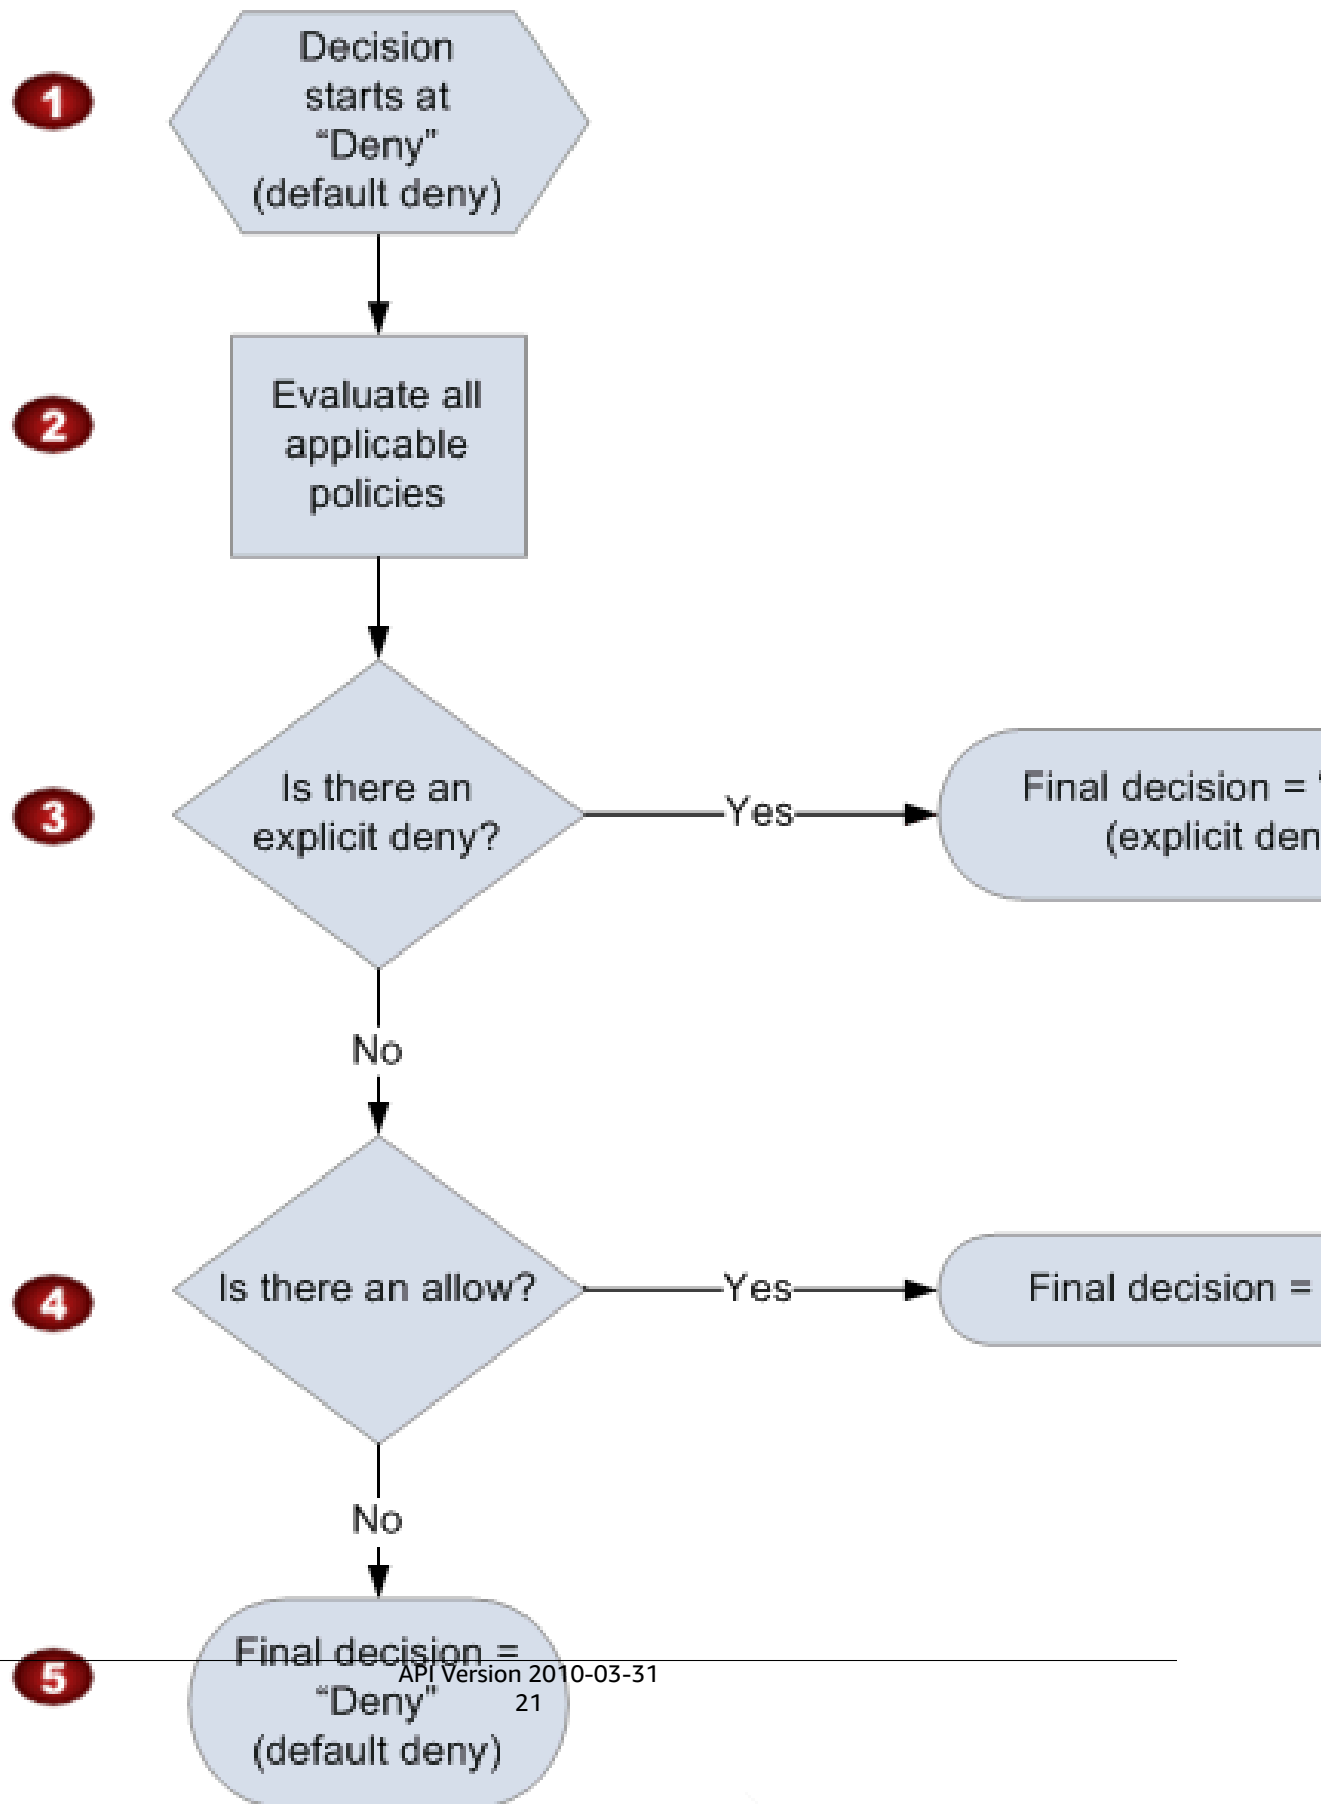 1
Decision
starts at
“Deny”
(default deny)
2
Evaluate all
applicable
policies
3
Is there an
explicit deny?
Yes
Final decision = “
(explicit den
No
4
Is there an allow?
Yes
Final decision =
No
5
Final decision =
“Deny”
(default deny)
API Version 2010-03-31
21